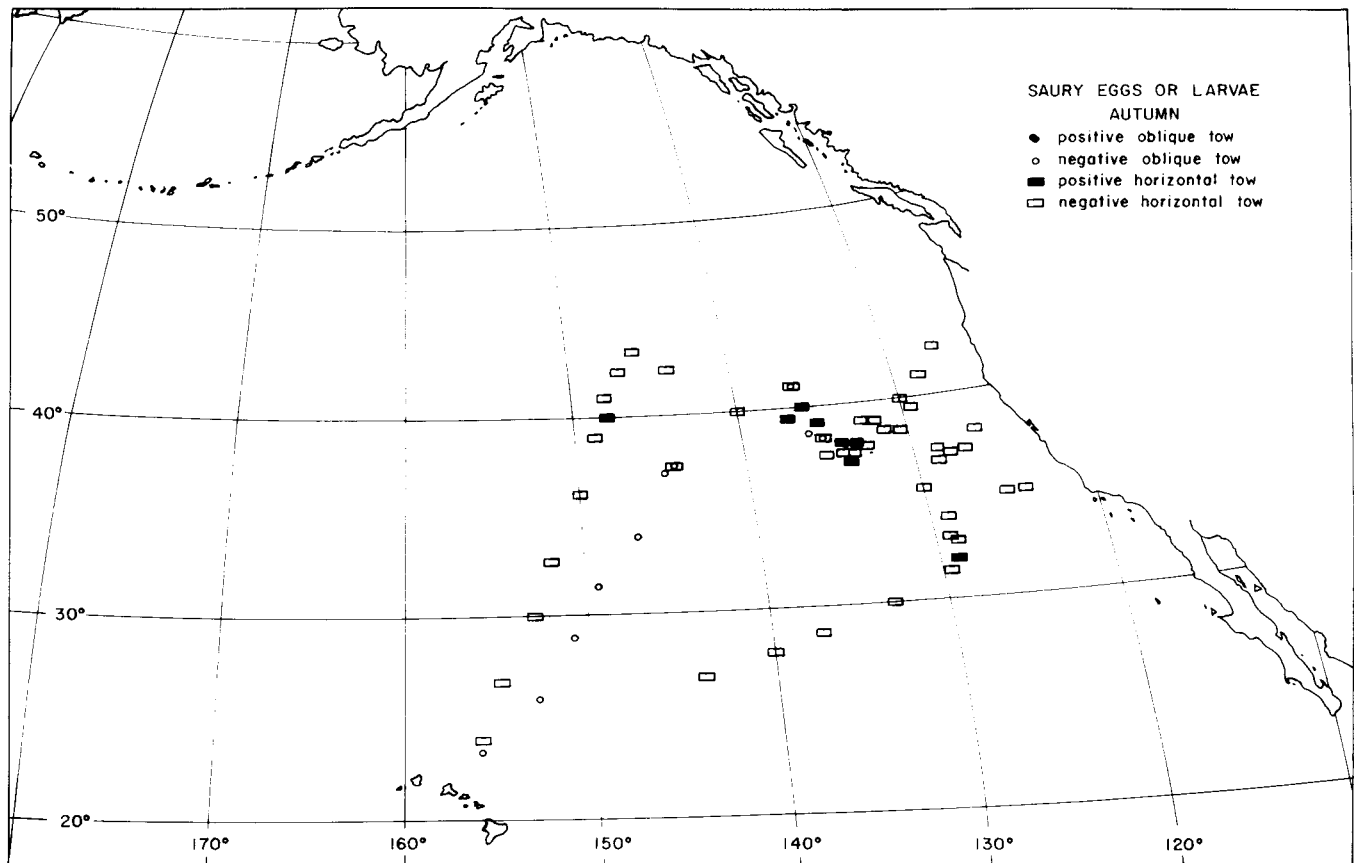 SAURY EGGS OR LARVAE
AUTUMN
positive oblique tow
negative oblique tow
positive horizontal tow
negative horizontal tow
50°
40°
30°
20°
170° 160° 150° 140° 130° 120°